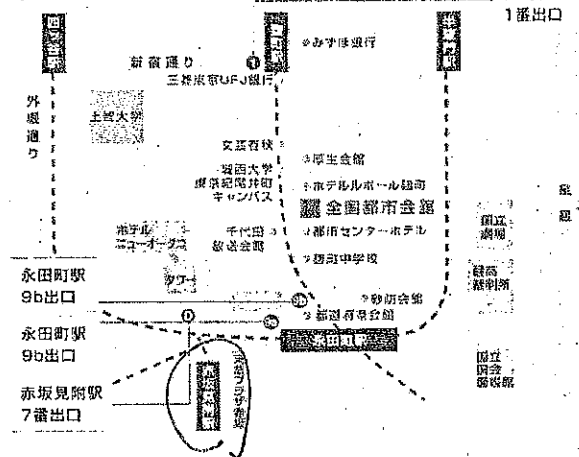 1番出口
みずほ銀行
新宿通り
三菱東京UFJ銀行
外堀通り
上智大学
文芸春秋
厚生会館
城西大学
東京紀尾井町
キャンパス
ホテルルポール麹町
全国都市会館
ホテル
ニューオータニ
千代田
放送会館
都市センターホテル
国立
劇場
麹町中学校
タワー
最高
裁判所
永田町駅
9b出口
砂防会館
都道府県会館
永田町駅
永田町駅
9b出口
国立
国会
図書館
赤坂見附駅
7番出口